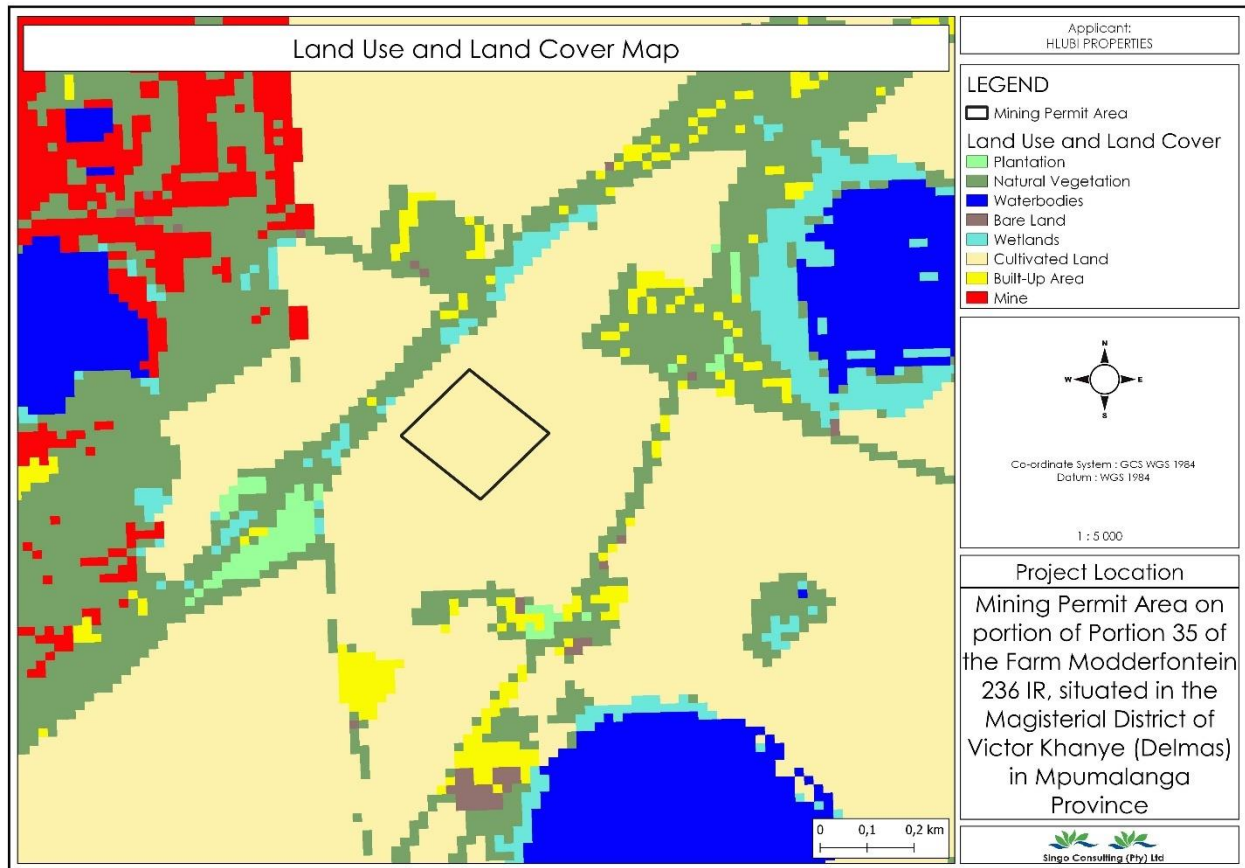 Land Use and Land Cover Map
Applicant:
HLUBI PROPERTIES
LEGEND
Mining Permit Area
Land Use and Land Cover
Plantation
Natural Vegetation
Waterbodies
Bare Land
Wetlands
Cultivated Land
Built-Up Area
Mine
N
W E
S
Co-ordinate System : GCS WGS 1984
Datum : WGS 1984
1 : 5 000
Project Location
Mining Permit Area on
portion of Portion 35 of
the Farm Modderfontein
236 IR, situated in the
Magisterial District of
Victor Khanye (Delmas)
in Mpumalanga
Province
0 0,1 0,2 km
Singo Consulting (Pty) Ltd